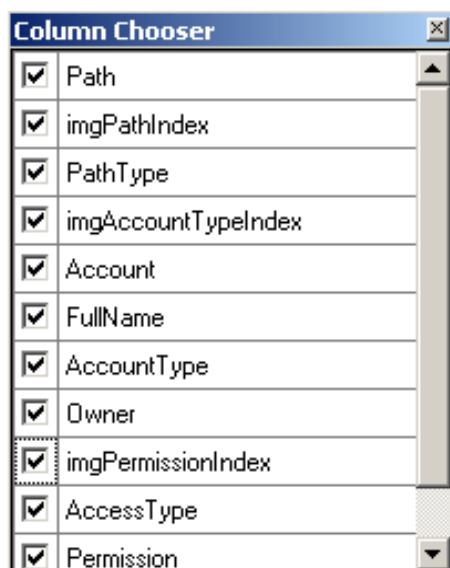 Column Chooser
Path
imgPathIndex
PathType
imgAccountTypeIndex
Account
FullName
AccountType
Owner
imgPermissionIndex
AccessType
Permission